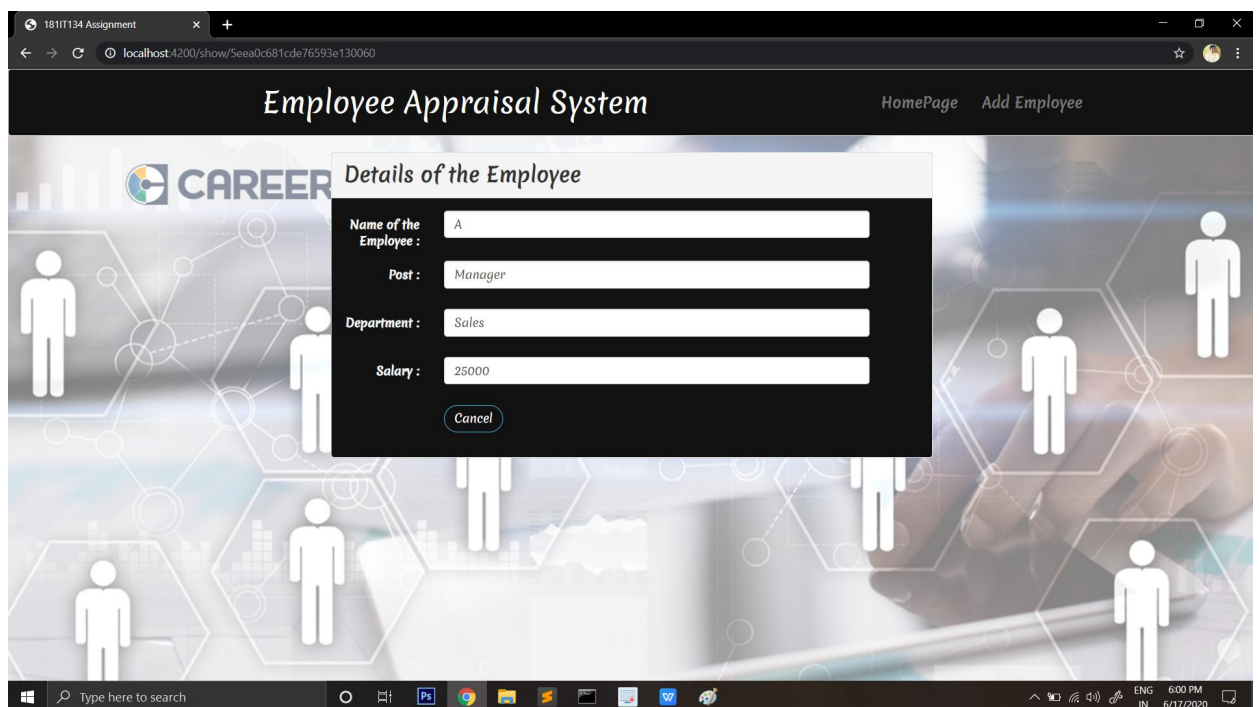 181IT134 Assignment
localhost:4200/show/5eea0c681cde76593e130060
Employee Appraisal System
HomePage
Add Employee
CAREER
Details of the Employee
Name of the
Employee :
A
Post :
Manager
Department :
Sales
Salary :
25000
Cancel
Type here to search
Ps
W
ENG
IN
6:00 PM
6/17/2020